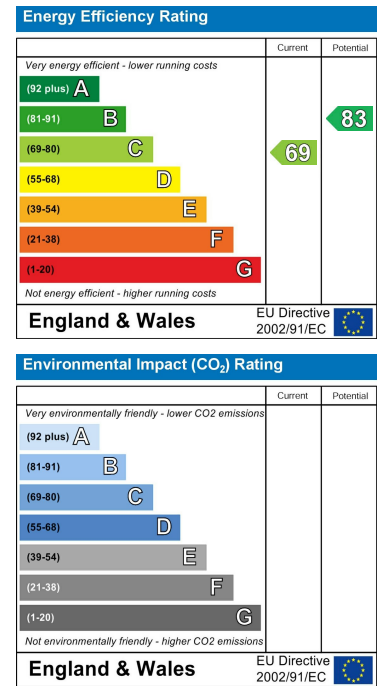 Energy Efficiency Rating
Current Potential
Very energy efficient - lower running costs
(92 plus) A
(81-91) B 83
(69-80) C 69
(55-68) D
(39-54) E
(21-38) F
(1-20) G
Not energy efficient - higher running costs
England & Wales EU Directive
2002/91/EC
Environmental Impact (CO₂) Rating
Current Potential
Very environmentally friendly - lower CO2 emissions
(92 plus) A
(81-91) B
(69-80) C
(55-68) D
(39-54) E
(21-38) F
(1-20) G
Not environmentally friendly - higher CO2 emissions
England & Wales EU Directive
2002/91/EC